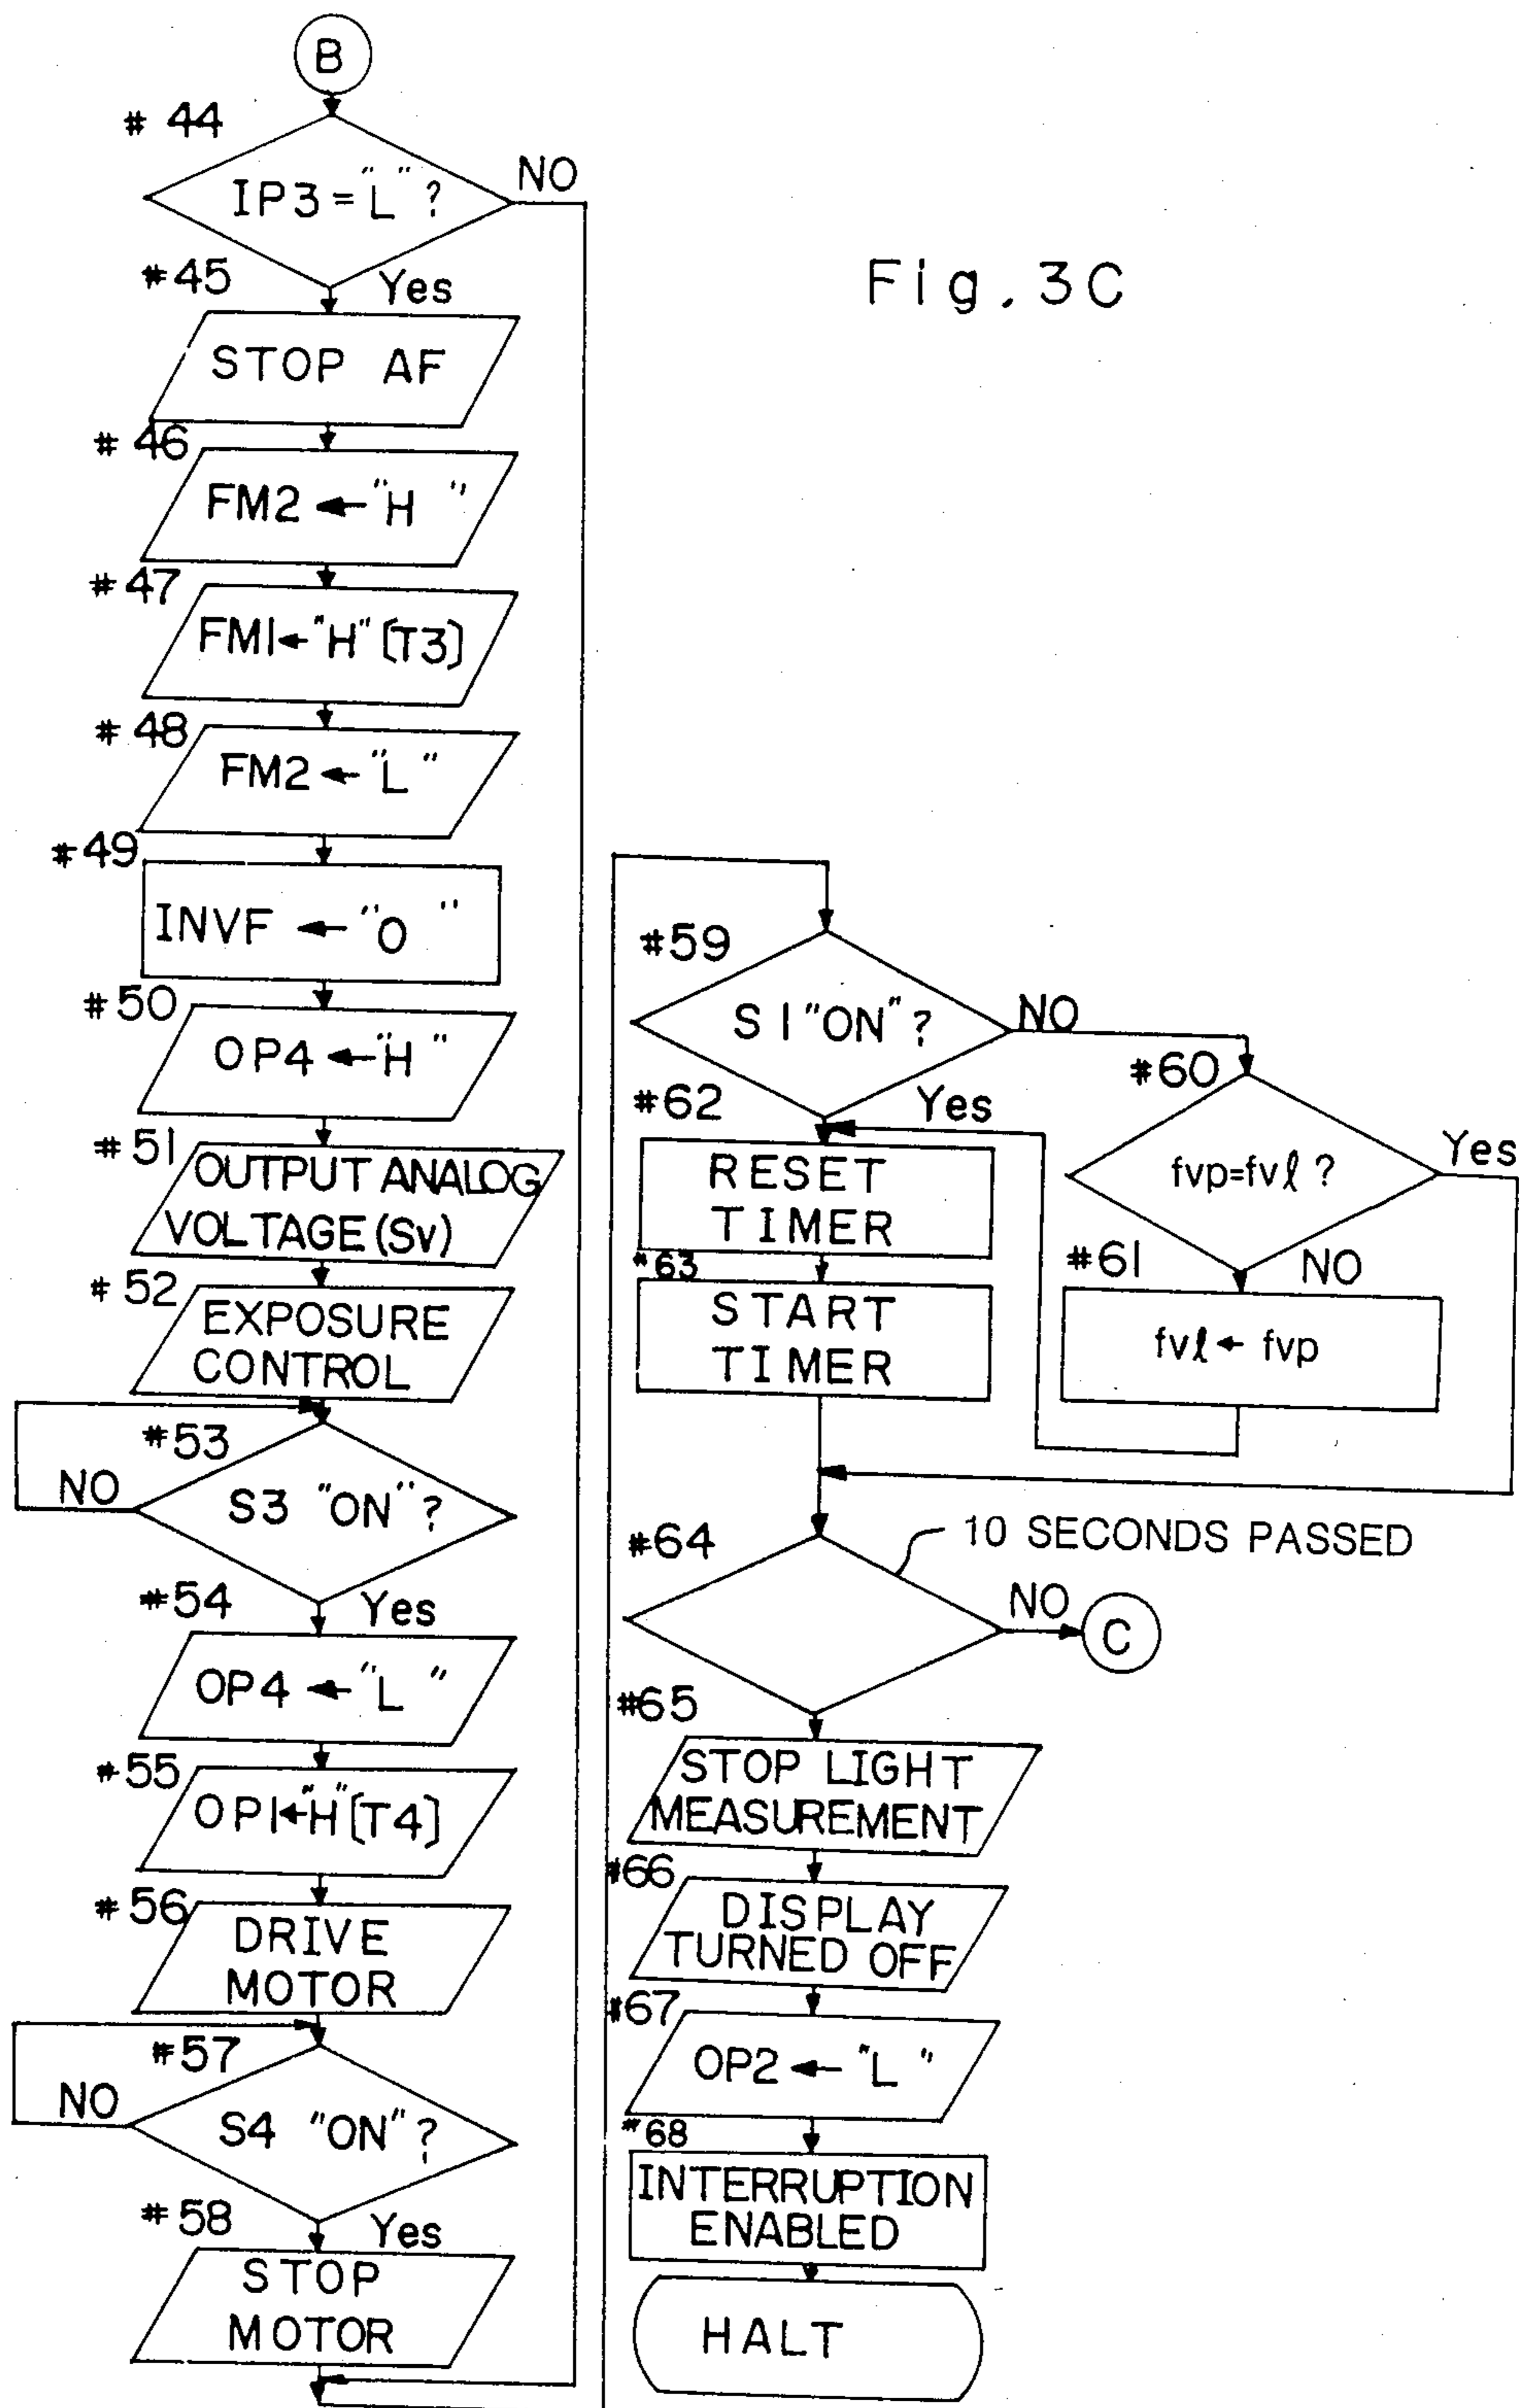 B
# 44
IP3="L"?
NO
#45
Yes
STOP AF
# 46
FM2 ← "H "
#47
FM1←"H"[T3]
# 48
FM2 ← "L "
#49
INVF ← "0 "
#50
OP4 ← "H "
#51
OUTPUT ANALOG
VOLTAGE (Sv)
# 52
EXPOSURE
CONTROL
#53
NO
S3 "ON"?
#54
Yes
OP4 ← "L "
#55
OP1←"H"[T4]
#56
DRIVE
MOTOR
#57
NO
S4 "ON"?
#58
Yes
STOP
MOTOR
Fig. 3C
#59
S1"ON"?
NO
#60
fvp=fvℓ ?
Yes
#61
NO
fvℓ ← fvp
#62
Yes
RESET
TIMER
#63
START
TIMER
#64
10 SECONDS PASSED
NO
C
#65
STOP LIGHT
MEASUREMENT
#66
DISPLAY
TURNED OFF
#67
OP2 ← "L "
#68
INTERRUPTION
ENABLED
HALT